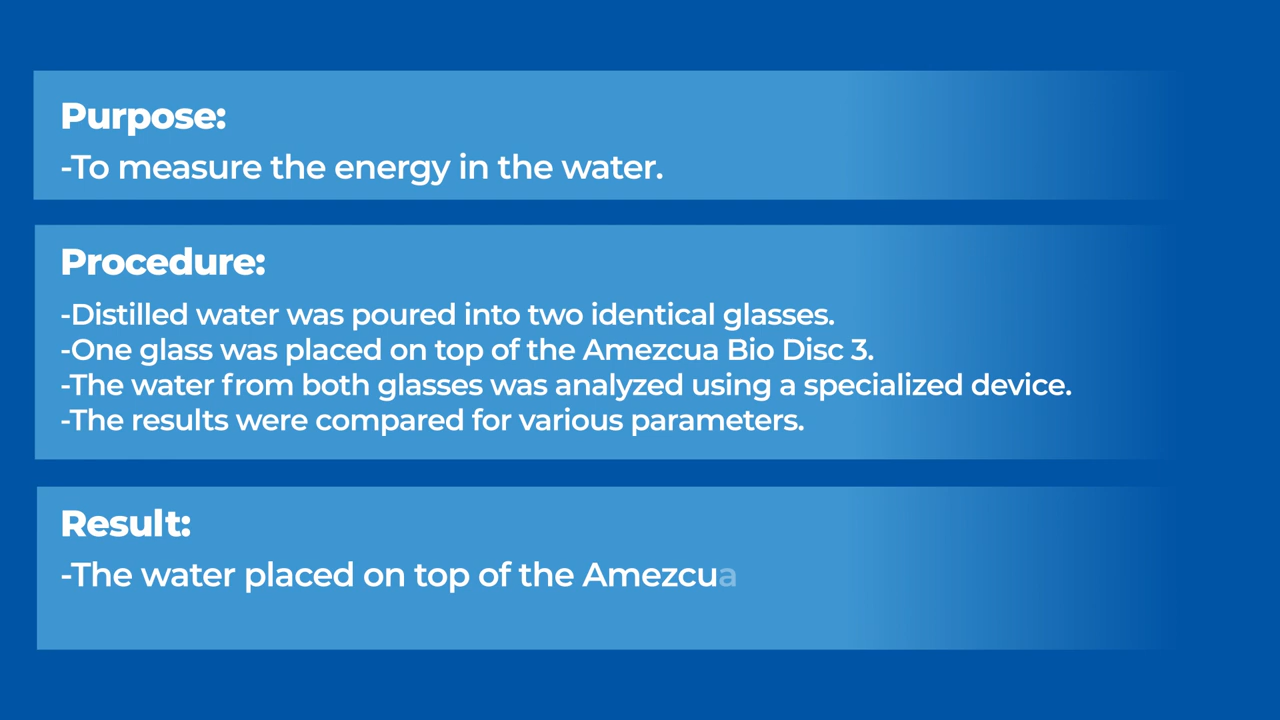 Purpose:
-To measure the energy in the water.
Procedure:
-Distilled water was poured into two identical glasses.
-One glass was placed on top of the Amezcua Bio Disc 3.
-The water from both glasses was analyzed using a specialized device.
-The results were compared for various parameters.
Result:
-The water placed on top of the Amezcua